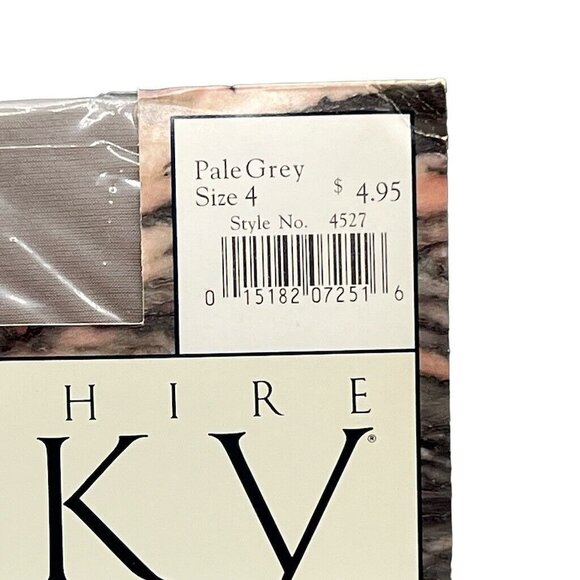 Pale Grey
Size 4 $ 4.95
Style No. 4527
0 15182 07251 6
HIRE
KY®